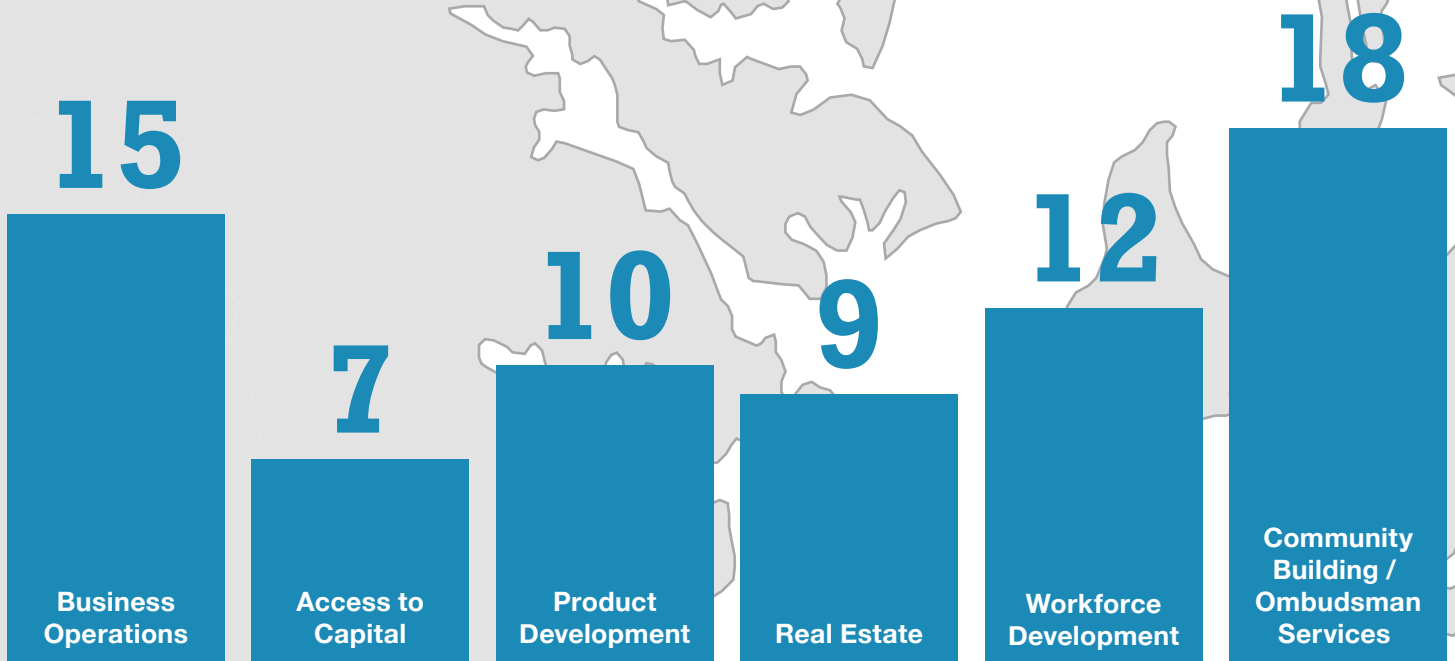 15
Business
Operations
7
Access to
Capital
10
Product
Development
9
Real Estate
12
Workforce
Development
18
Community
Building /
Ombudsman
Services